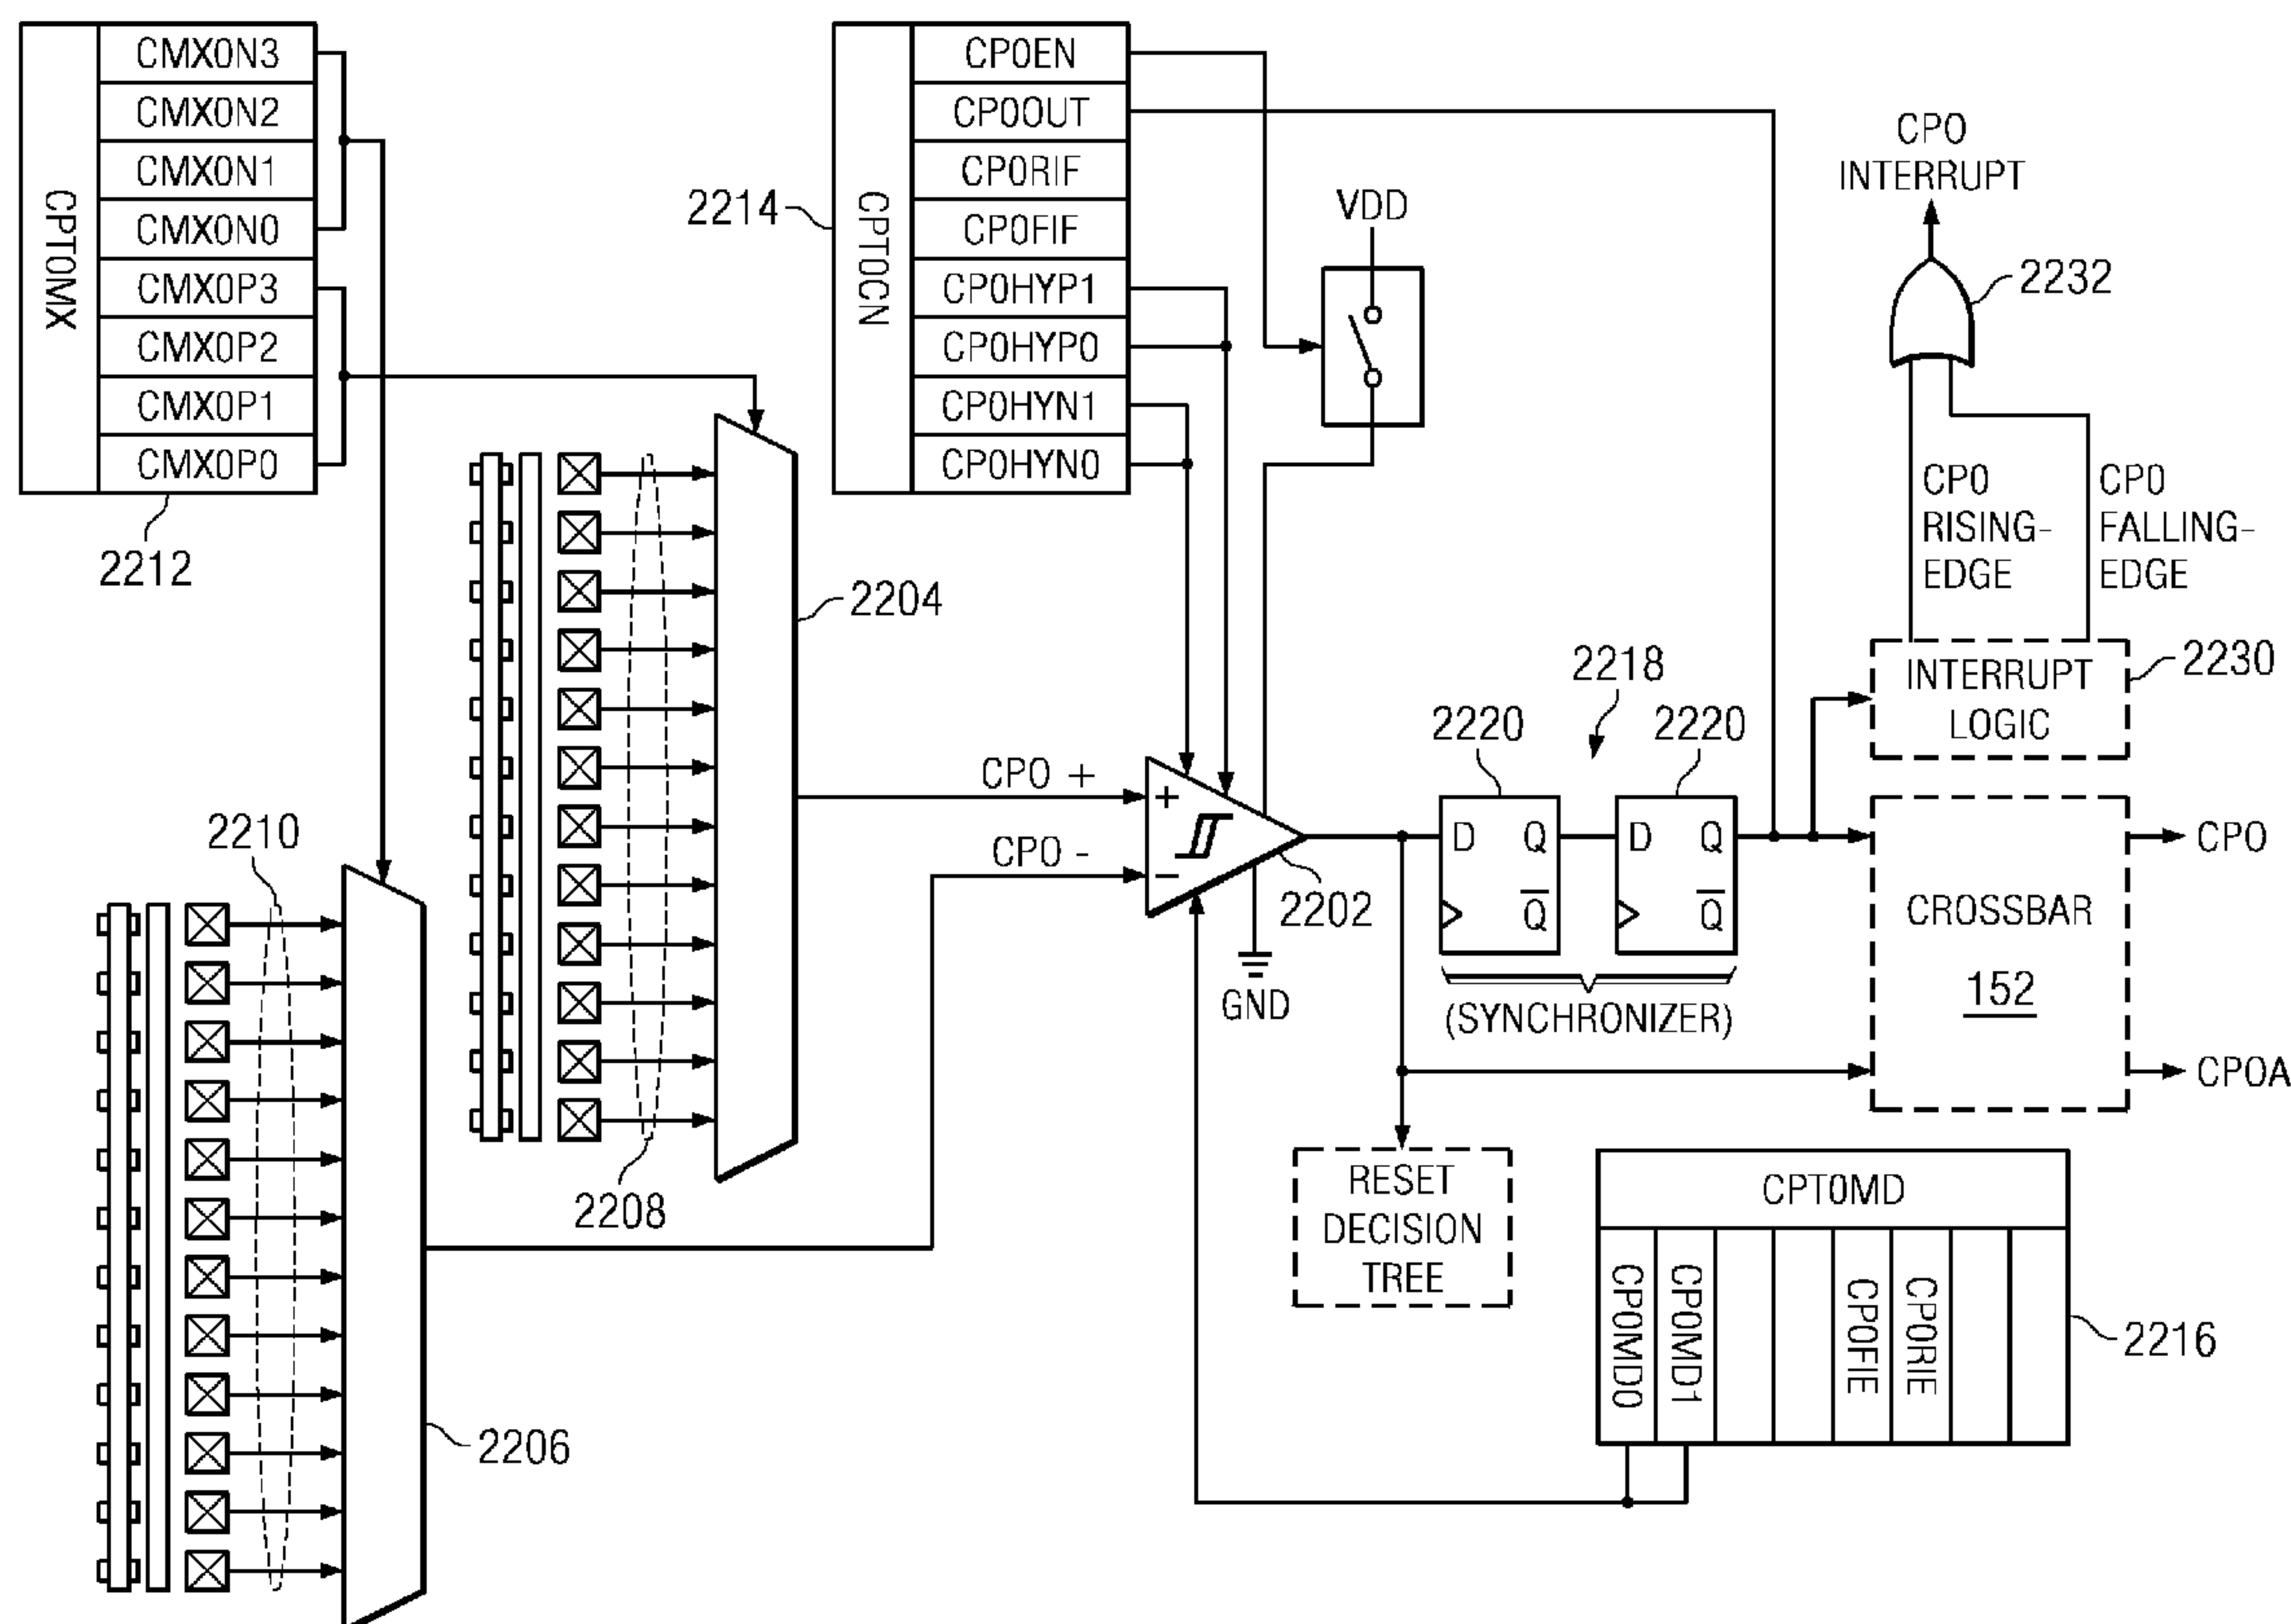 CPT0MX
CMX0N3
CMX0N2
CMX0N1
CMX0N0
CMX0P3
CMX0P2
CMX0P1
CMX0P0
2212
2214
CPT0CN
CP0EN
CP0OUT
CP0RIF
CP0FIF
CP0HYP1
CP0HYP0
CP0HYN1
CP0HYN0
VDD
CP0
INTERRUPT
2232
CP0
RISING-
EDGE
CP0
FALLING-
EDGE
INTERRUPT
LOGIC
2230
2204
2208
2210
2206
CP0 +
CP0 -
+
−
2202
GND
2218
2220
2220
D Q
Q
D Q
Q
(SYNCHRONIZER)
CROSSBAR
152
CP0
CP0A
RESET
DECISION
TREE
CPT0MD
CP0MD0
CP0MD1
CP0FIE
CP0RIE
2216